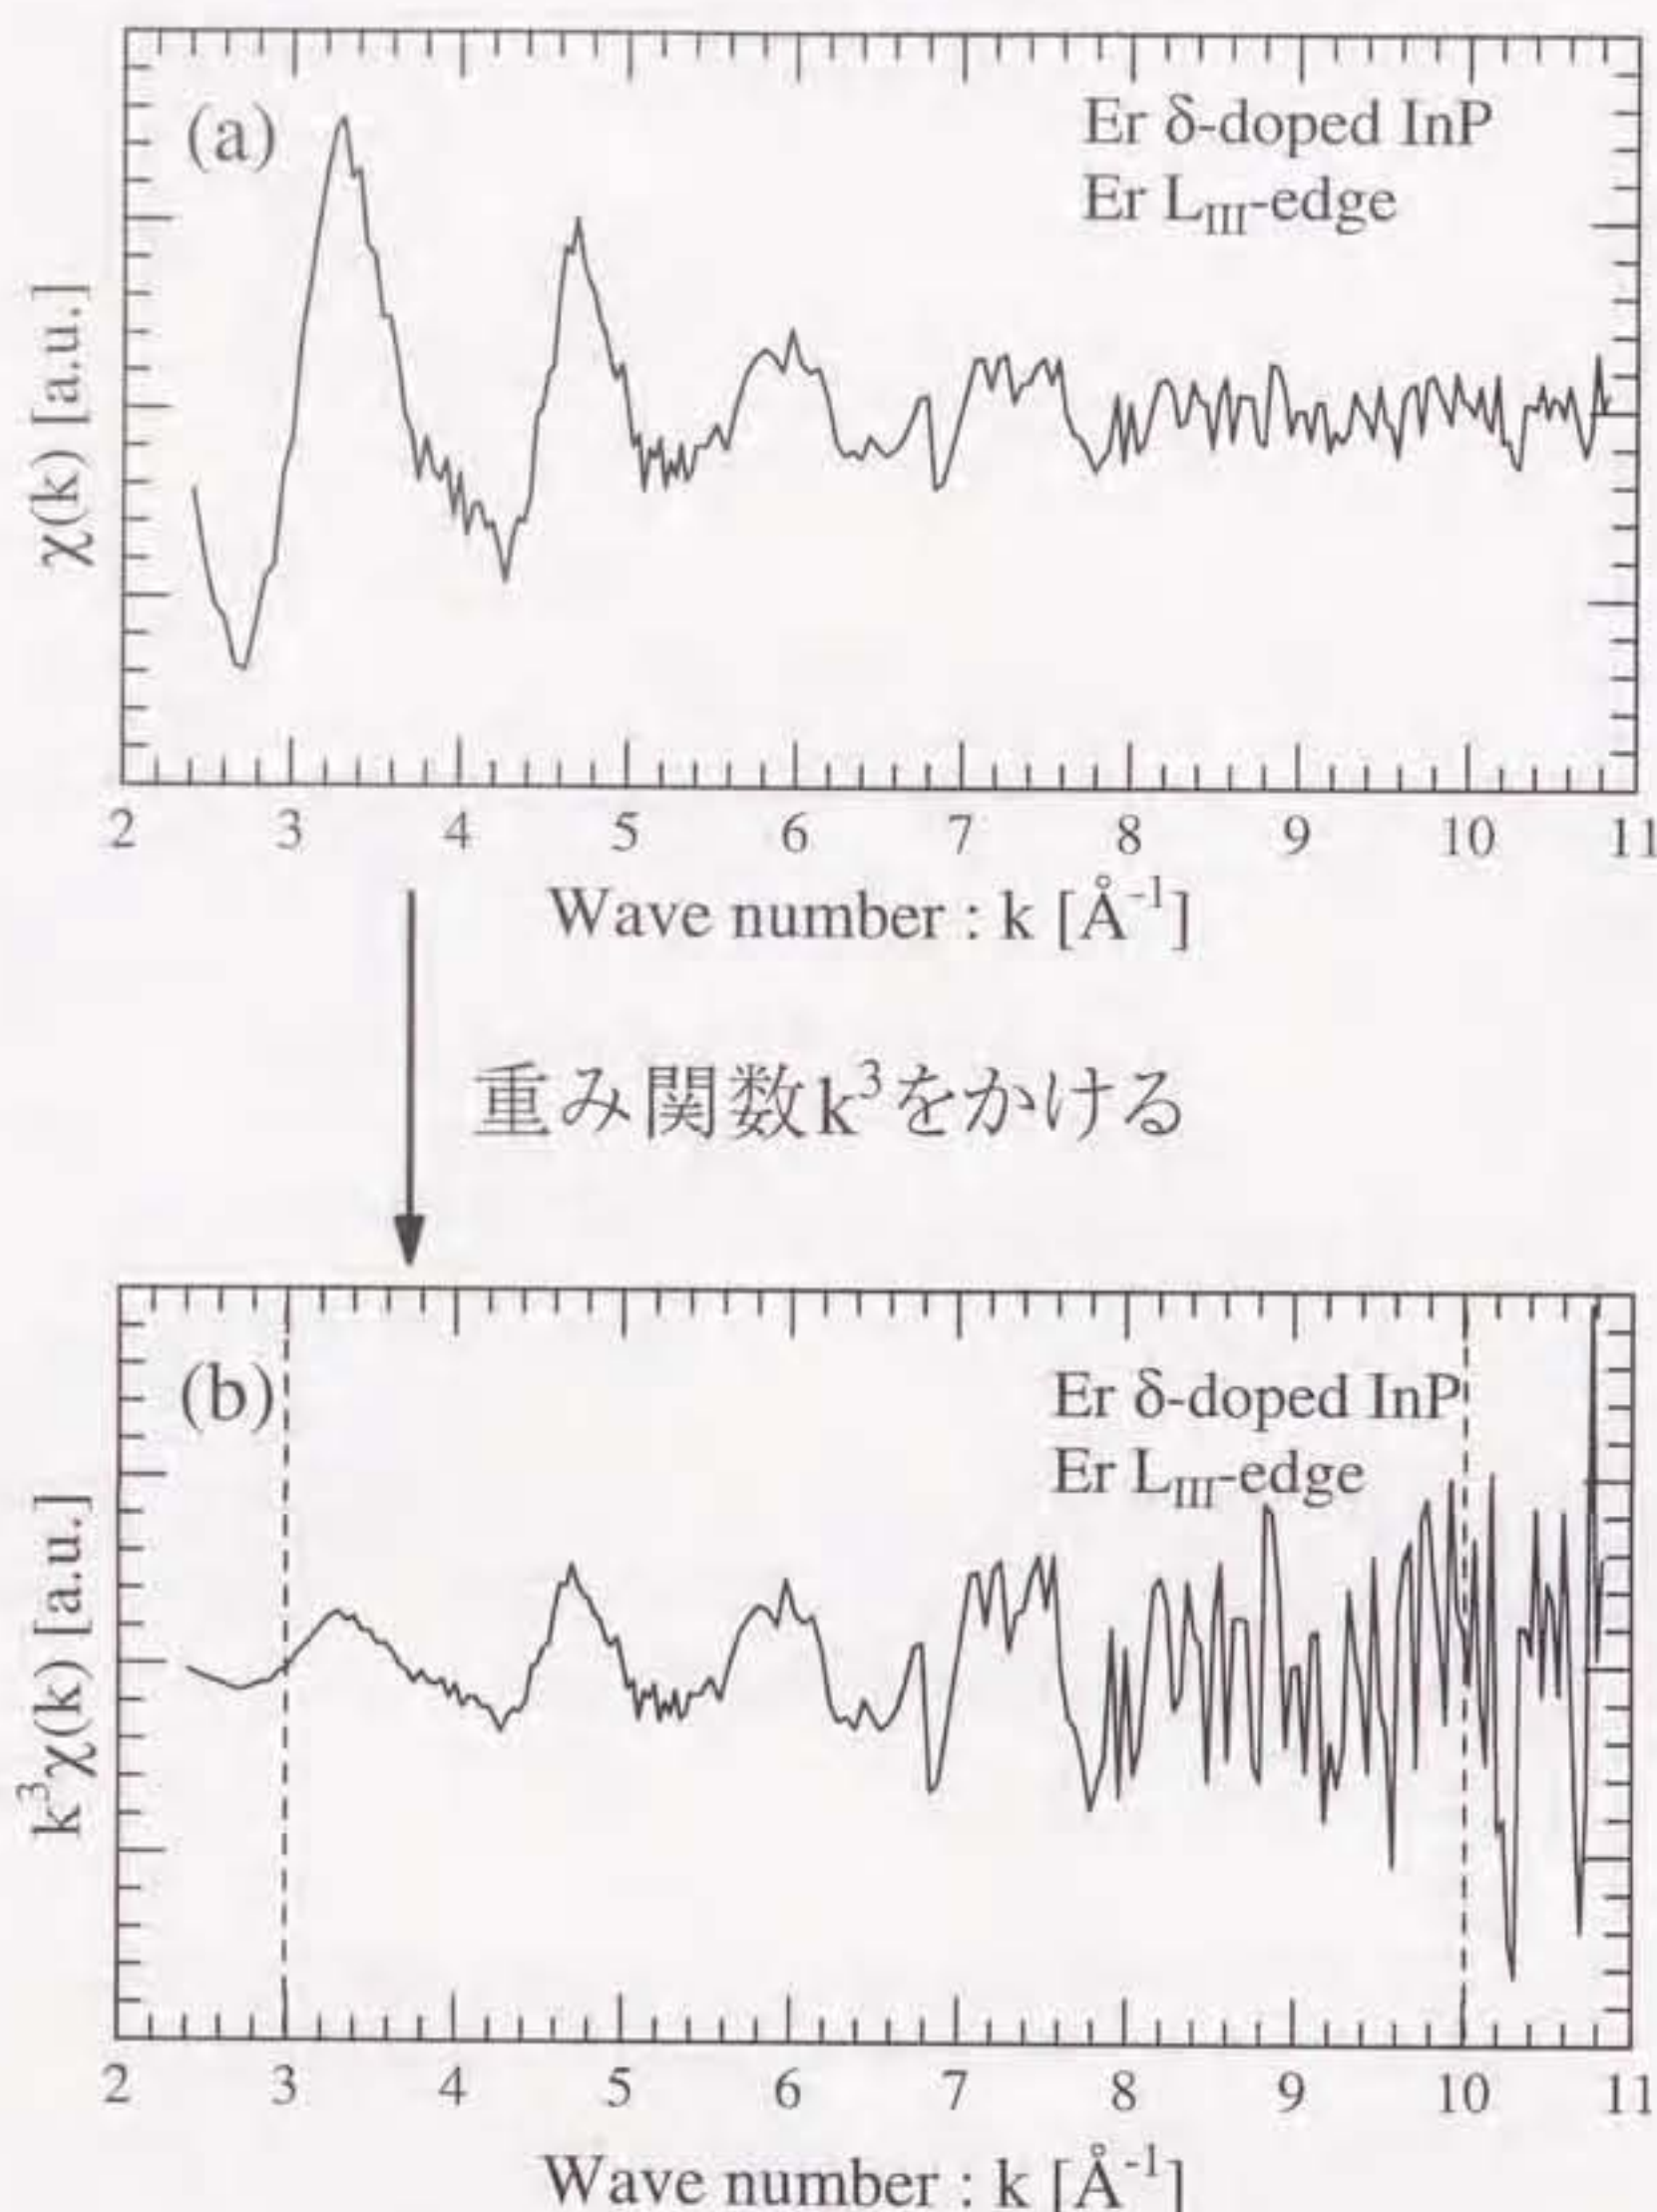 (a)
Er δ-doped InP
Er L_III-edge
χ(k) [a.u.]
2 3 4 5 6 7 8 9 10 11
Wave number : k [Å⁻¹]
重み関数k³をかける
(b)
Er δ-doped InP
Er L_III-edge
k³χ(k) [a.u.]
2 3 4 5 6 7 8 9 10 11
Wave number : k [Å⁻¹]